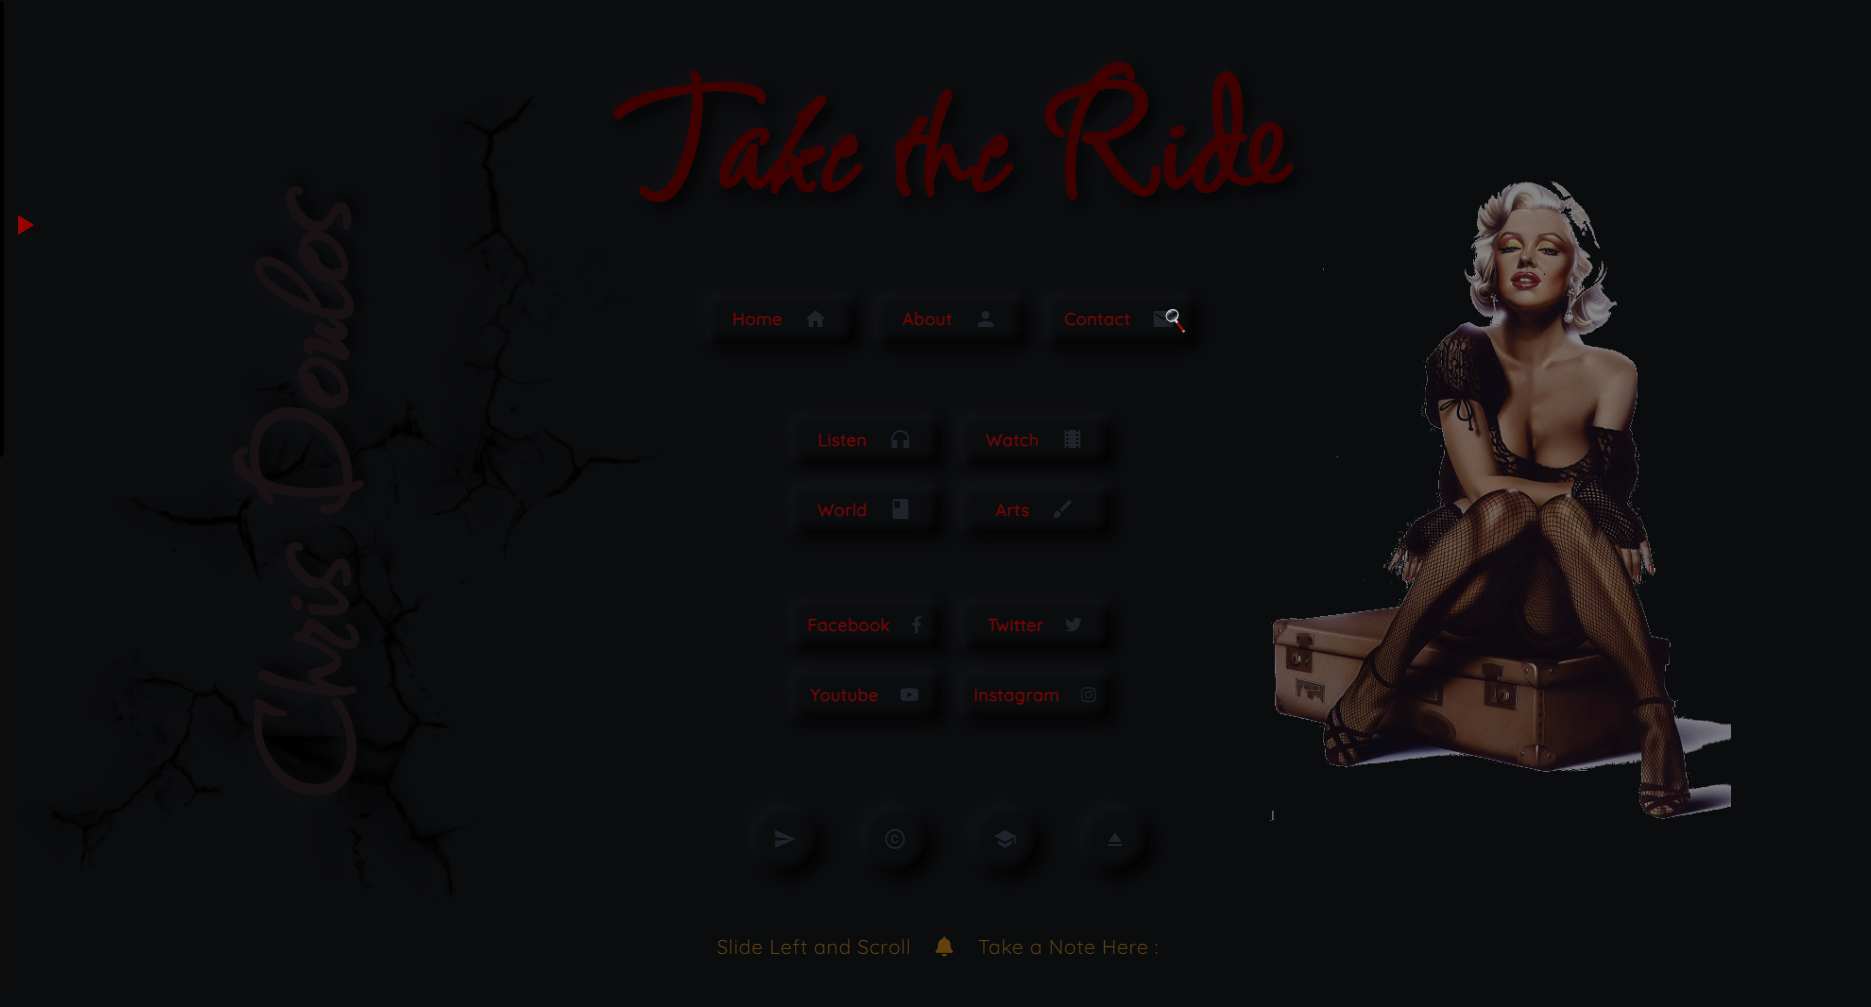 Take the Ride
Chris Doulos
Home About Contact
Listen Watch
World Arts
Facebook Twitter
Youtube Instagram
Slide Left and Scroll Take a Note Here :